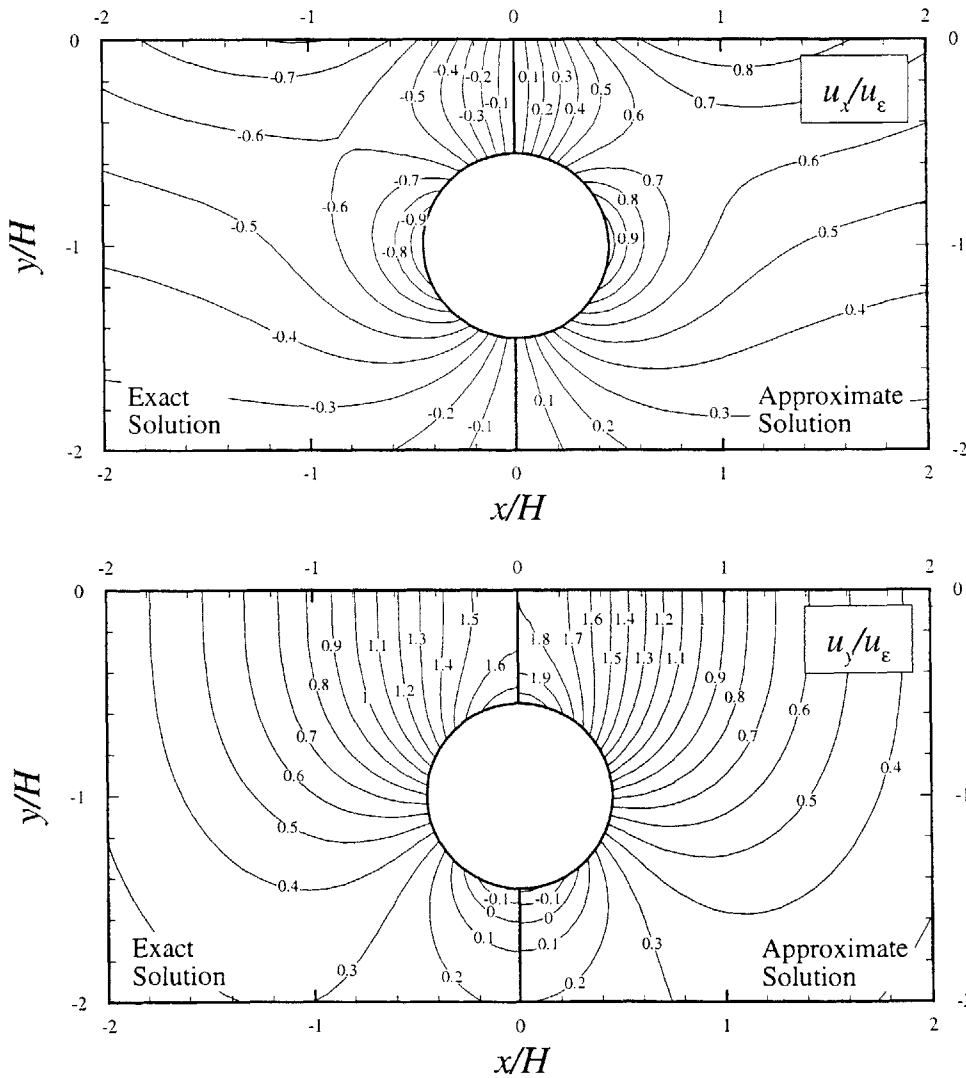 -2 -1 0 1 2
0 0
-0.7 -0.4 -0.2 0.1 0.3 0.8
-0.5 -0.1 0.5 0.7
-0.3 0.2 0.4
-0.6 0.6
u_x/u_ε
-0.7 0.7 0.6
-0.6 -0.9 0.8
-0.5 -0.8 0.9 0.5
y/H
-1 -1
-0.4 0.4
Exact
Solution
-0.3 -0.2 -0.1 0.1 0.2 0.3
Approximate
Solution
-2 -2
-2 -1 0 1 2
x/H
-2 -1 0 1 2
0 0
1.5 1.6 1.4 1.2 1
0.9 1.1 1.3 1.8 1.7
1.4 1.5 1.3 1.1
1.6 1.9
u_y/u_ε
0.8 1 1.2 0.9
0.8
0.7 0.6
0.7
0.6 0.4
0.5 0.5
y/H
-1 -1
0.4
-0.1 -0.1
0 0
0.1 0.1
Exact
Solution
0.3 0.2 0.2 0.3
Approximate
Solution
-2 -2
-2 -1 0 1 2
x/H